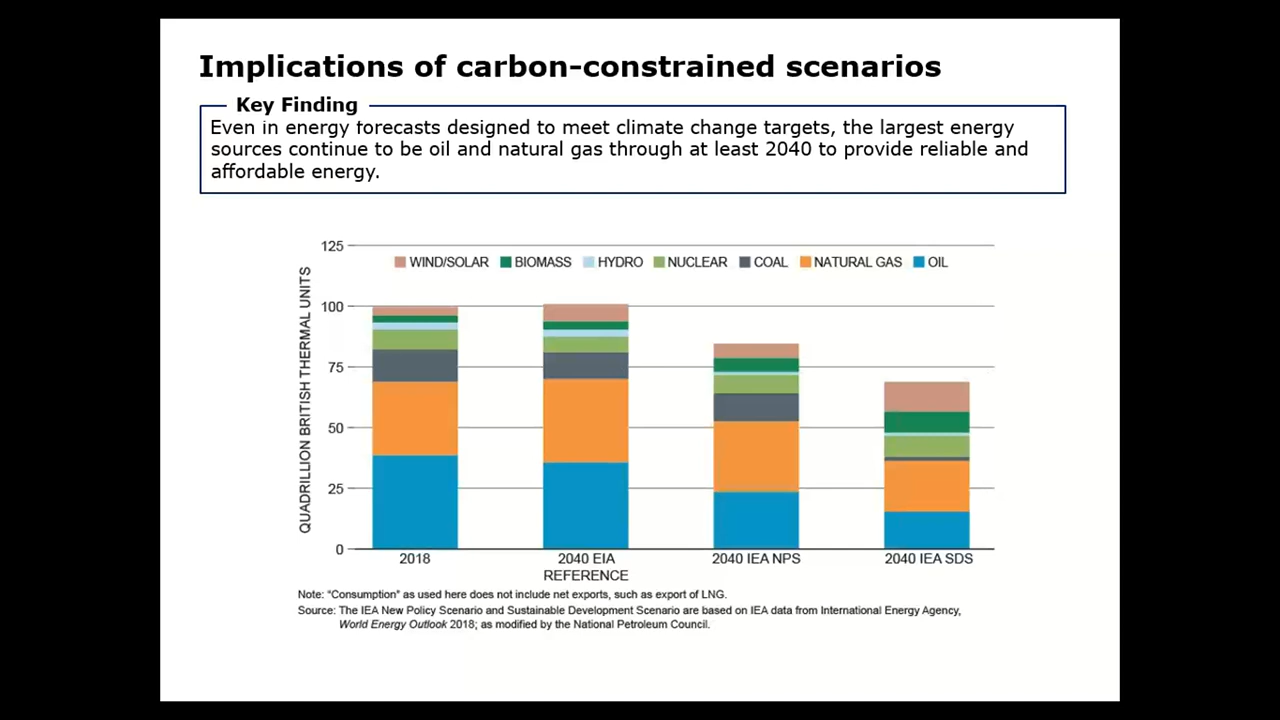 Implications of carbon-constrained scenarios
Key Finding
Even in energy forecasts designed to meet climate change targets, the largest energy
sources continue to be oil and natural gas through at least 2040 to provide reliable and
affordable energy.
QUADRILLION BRITISH THERMAL UNITS
125
WIND/SOLAR BIOMASS HYDRO NUCLEAR COAL NATURAL GAS OIL
100
75
50
25
0
2018 2040 EIA 2040 IEA NPS 2040 IEA SDS
REFERENCE
Note: “Consumption” as used here does not include net exports, such as export of LNG.
Source: The IEA New Policy Scenario and Sustainable Development Scenario are based on IEA data from International Energy Agency,
World Energy Outlook 2018; as modified by the National Petroleum Council.